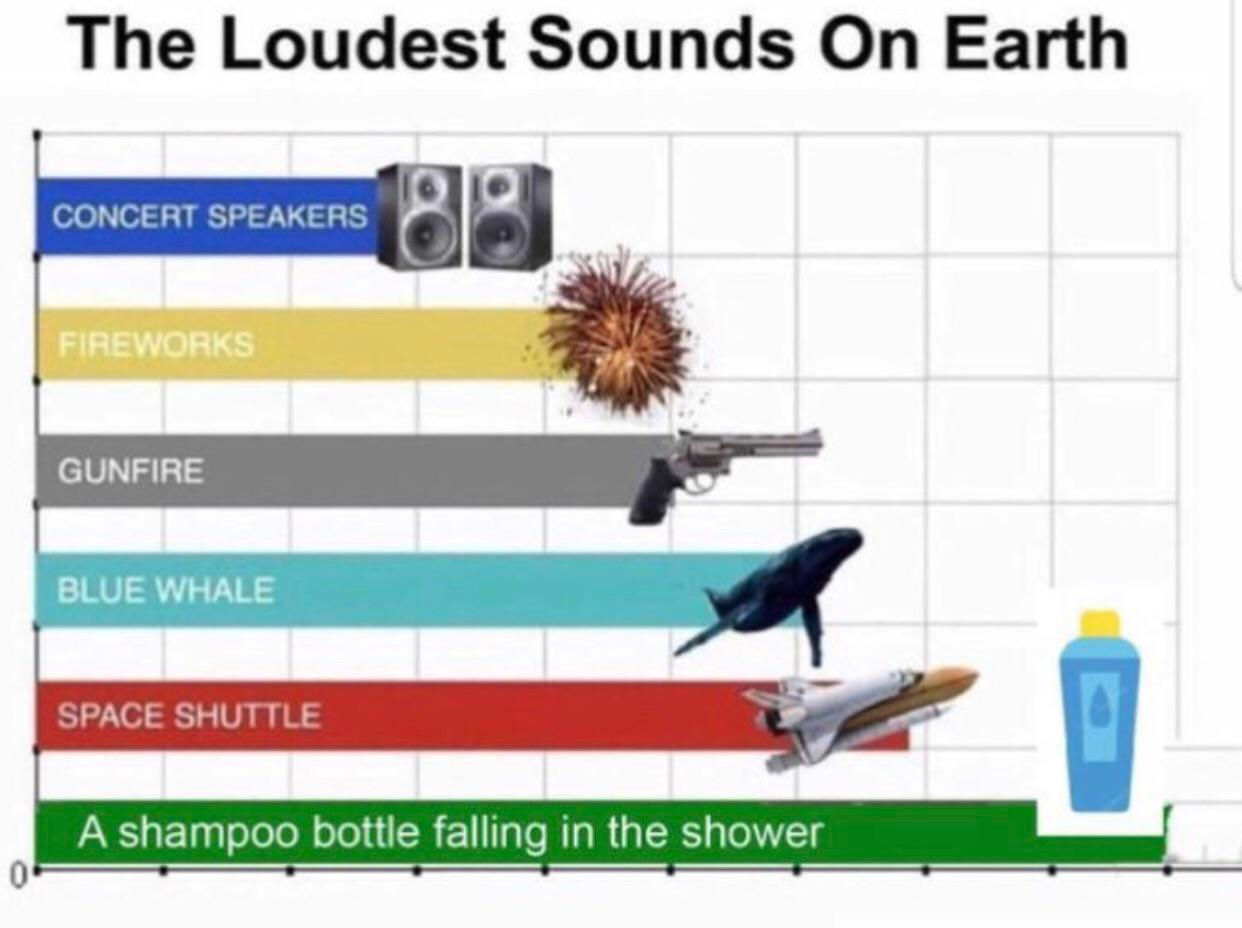 The Loudest Sounds On Earth
CONCERT SPEAKERS
FIREWORKS
GUNFIRE
BLUE WHALE
SPACE SHUTTLE
A shampoo bottle falling in the shower
0